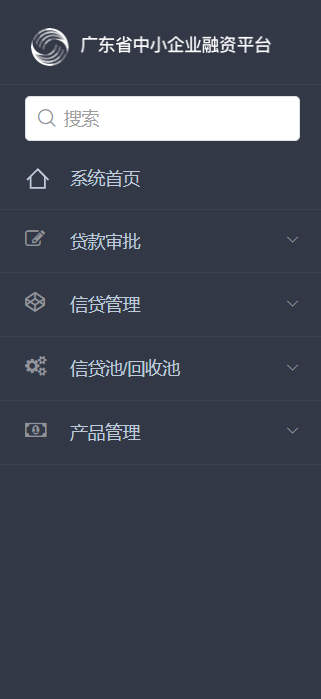 广东省中小企业融资平台
搜索
系统首页
贷款审批
信贷管理
信贷池/回收池
产品管理